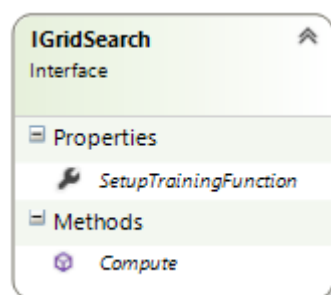 IGridSearch
Interface
Properties
SetupTrainingFunction
Methods
Compute